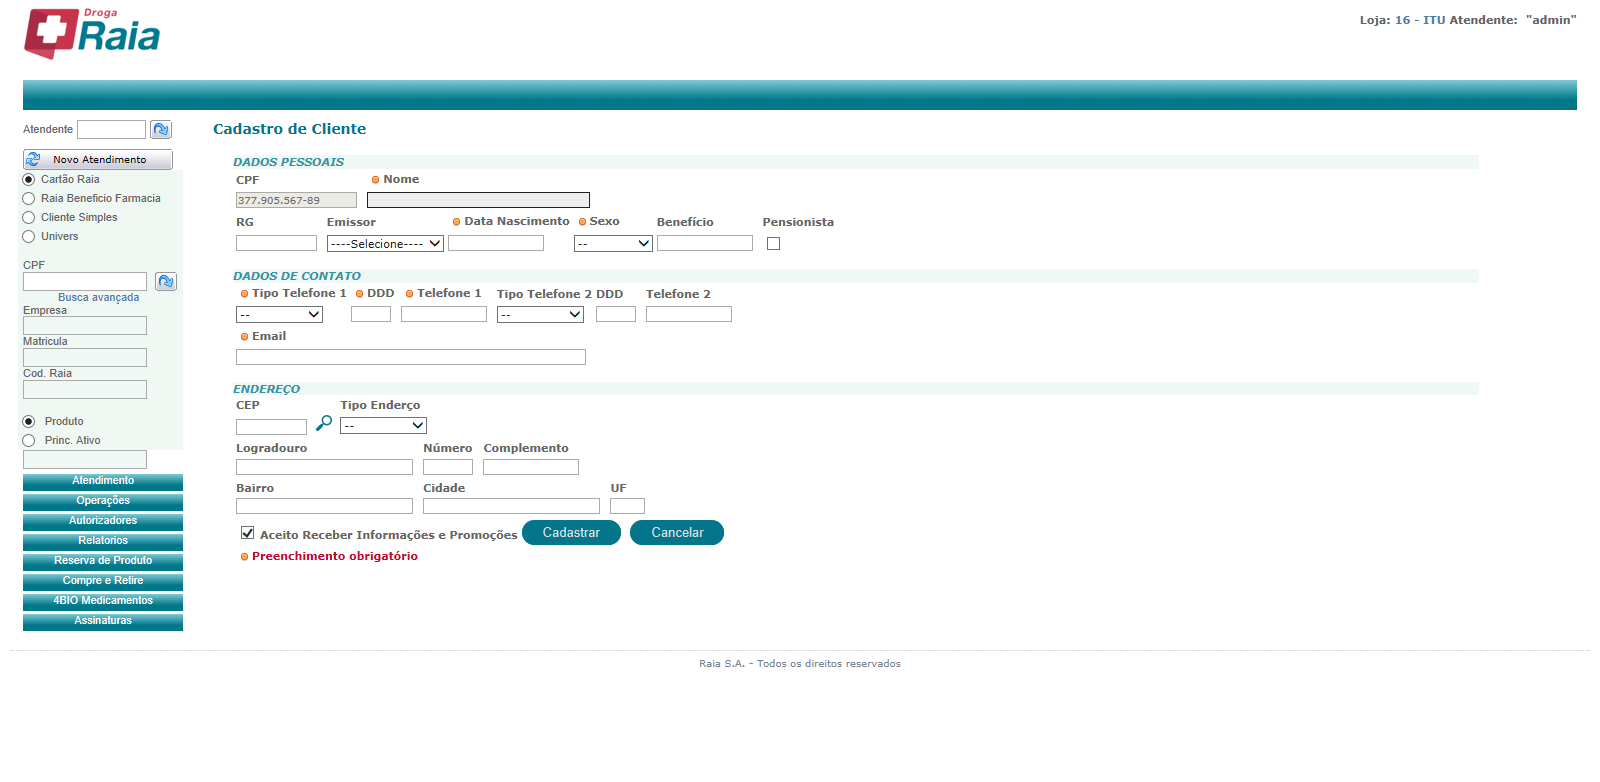 Droga
Raia
Loja: 16 - ITU Atendente: "admin"
Atendente
Novo Atendimento
Cartão Raia
Raia Beneficio Farmacia
Cliente Simples
Univers
CPF
Busca avançada
Empresa
Matricula
Cod. Raia
Produto
Princ. Ativo
Atendimento
Operações
Autorizadores
Relatorios
Reserva de Produto
Compre e Retire
4BIO Medicamentos
Assinaturas
Cadastro de Cliente
DADOS PESSOAIS
CPF Nome
377.905.567-89
RG Emissor Data Nascimento Sexo Benefício Pensionista
----Selecione---- --
DADOS DE CONTATO
Tipo Telefone 1 DDD Telefone 1 Tipo Telefone 2 DDD Telefone 2
-- --
Email
ENDEREÇO
CEP Tipo Enderço
--
Logradouro Número Complemento
Bairro Cidade UF
Aceito Receber Informações e Promoções Cadastrar Cancelar
Preenchimento obrigatório
Raia S.A. - Todos os direitos reservados